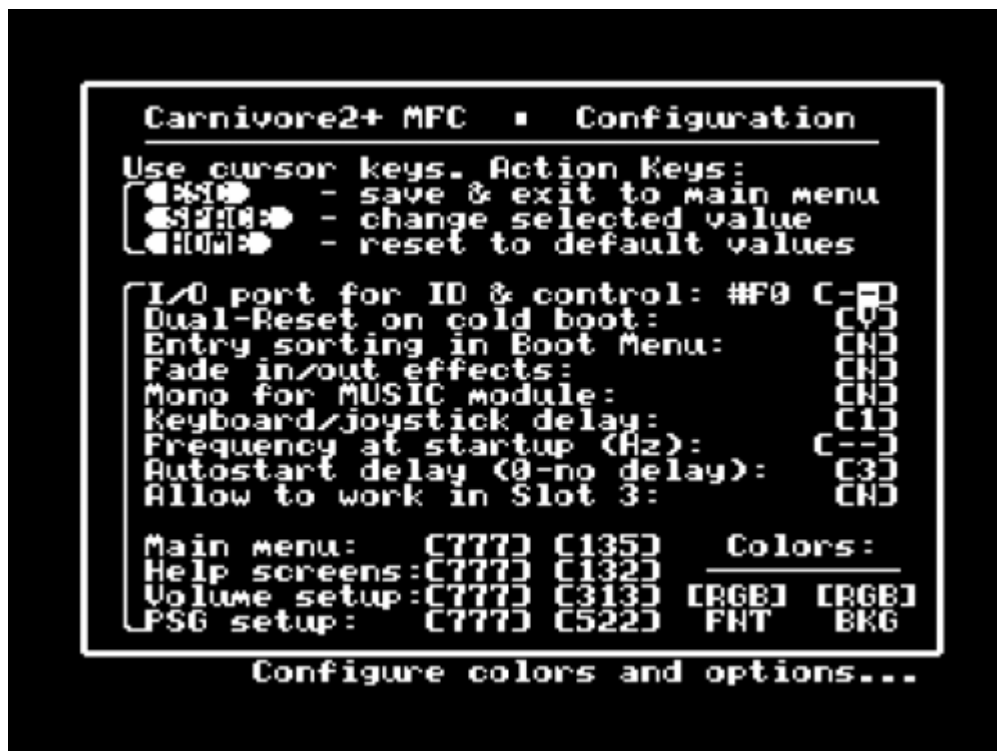 Carnivore2+ MFC ▪ Configuration
Use cursor keys. Action Keys:
ESC - save & exit to main menu
SPACE - change selected value
HOME - reset to default values
I/O port for ID & control: #F0 [--]
Dual-Reset on cold boot: [Y]
Entry sorting in Boot Menu: [N]
Fade in/out effects: [N]
Mono for MUSIC module: [N]
Keyboard/joystick delay: [1]
Frequency at startup (Hz): [--]
Autostart delay (0-no delay): [3]
Allow to work in Slot 3: [N]
Main menu: [777] [135] Colors:
Help screens:[777] [132]
Volume setup:[777] [313] [RGB] [RGB]
PSG setup: [777] [522] FNT BKG
Configure colors and options...